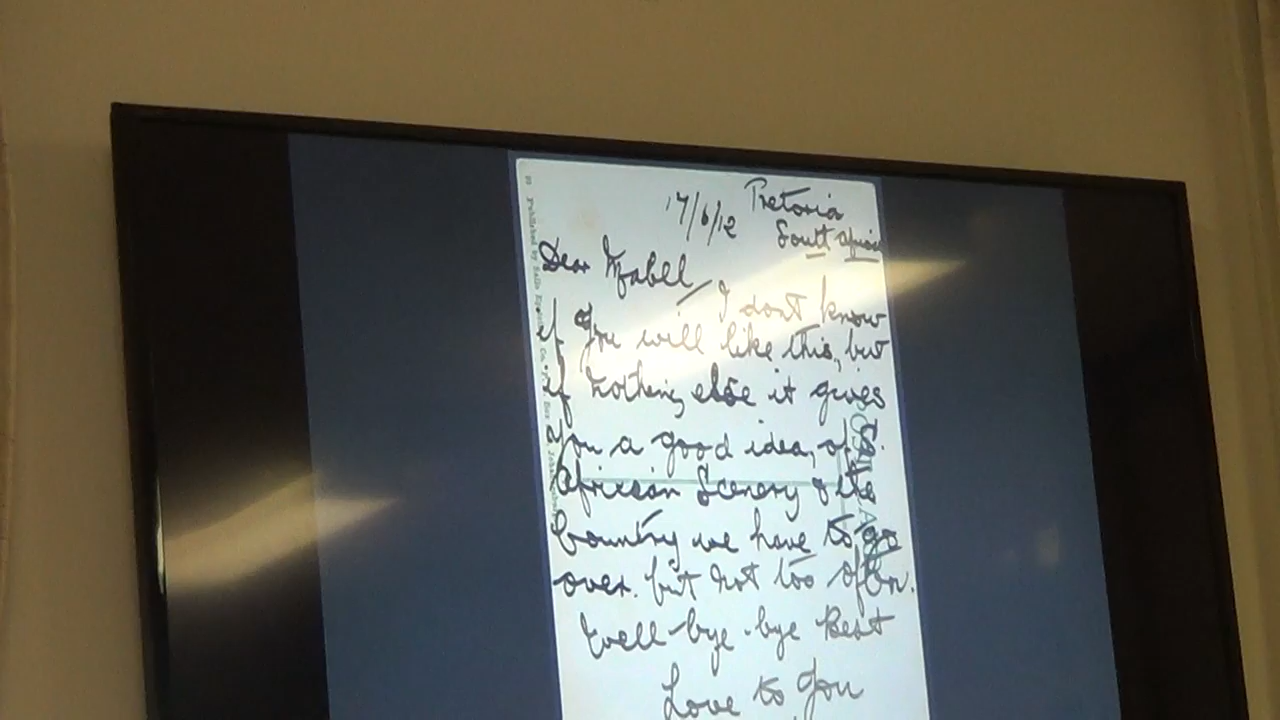 17/6/12 Pretoria
South Africa
Dear Mabel
I dont know
if you will like this, but
if nothing else it gives
you a good idea, of So.
African Scenery & the
Country we have to go
over. but not too often.
Well bye-bye Best
Love to you